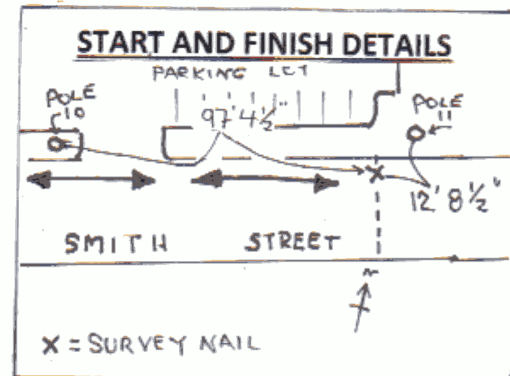 START AND FINISH DETAILS
PARKING LOT
POLE
10
97' 4½"
POLE
11
12' 8½"
SMITH STREET
N
X = SURVEY NAIL